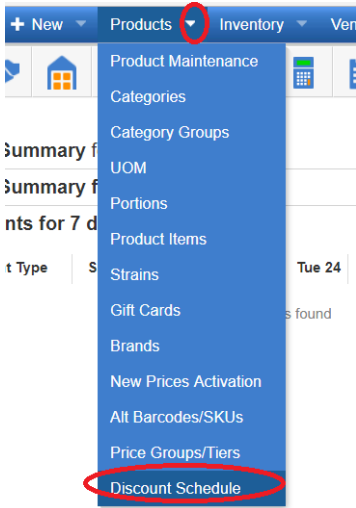 + New Products Inventory Ven
Product Maintenance
Categories
Category Groups
Summary f
UOM
Summary f
Portions
nts for 7 d
Product Items
t Type S Strains Tue 24
Gift Cards s found
Brands
New Prices Activation
Alt Barcodes/SKUs
Price Groups/Tiers
Discount Schedule